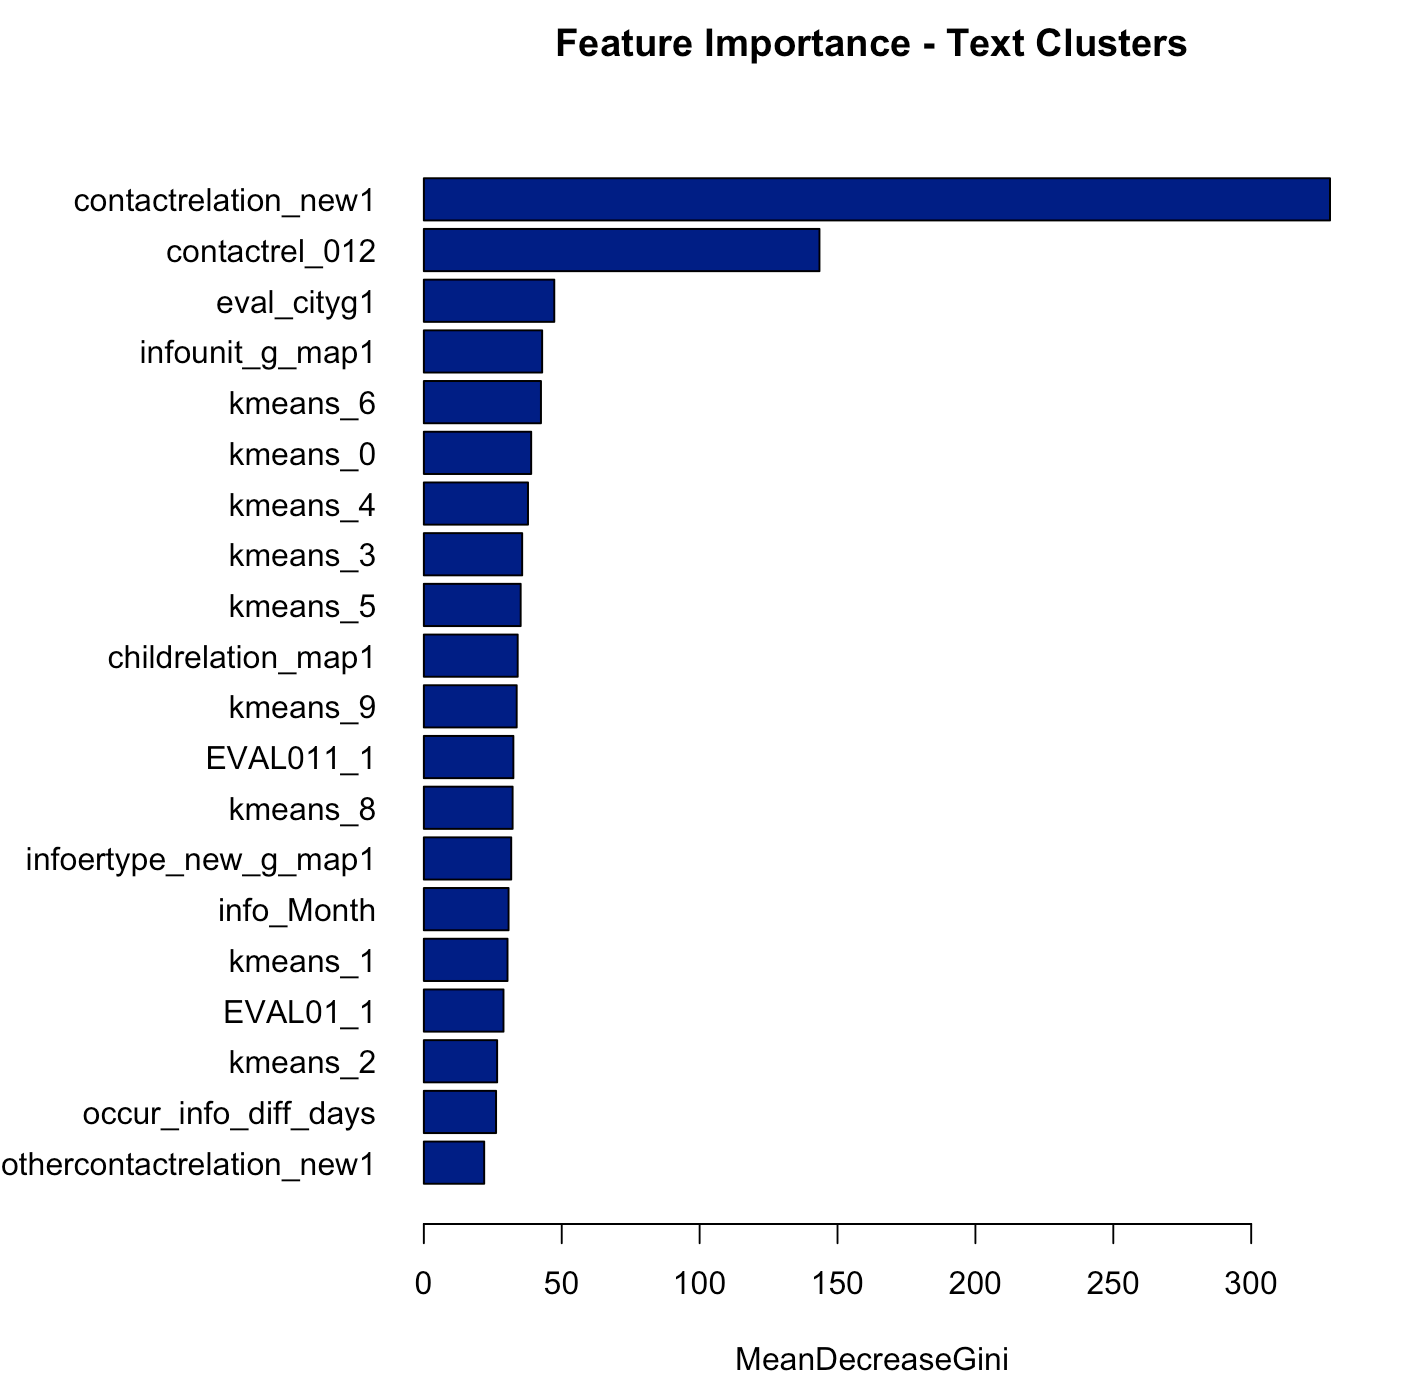 Feature Importance - Text Clusters
contactrelation_new1
contactrel_012
eval_cityg1
infounit_g_map1
kmeans_6
kmeans_0
kmeans_4
kmeans_3
kmeans_5
childrelation_map1
kmeans_9
EVAL011_1
kmeans_8
infoertype_new_g_map1
info_Month
kmeans_1
EVAL01_1
kmeans_2
occur_info_diff_days
othercontactrelation_new1
0 50 100 150 200 250 300
MeanDecreaseGini